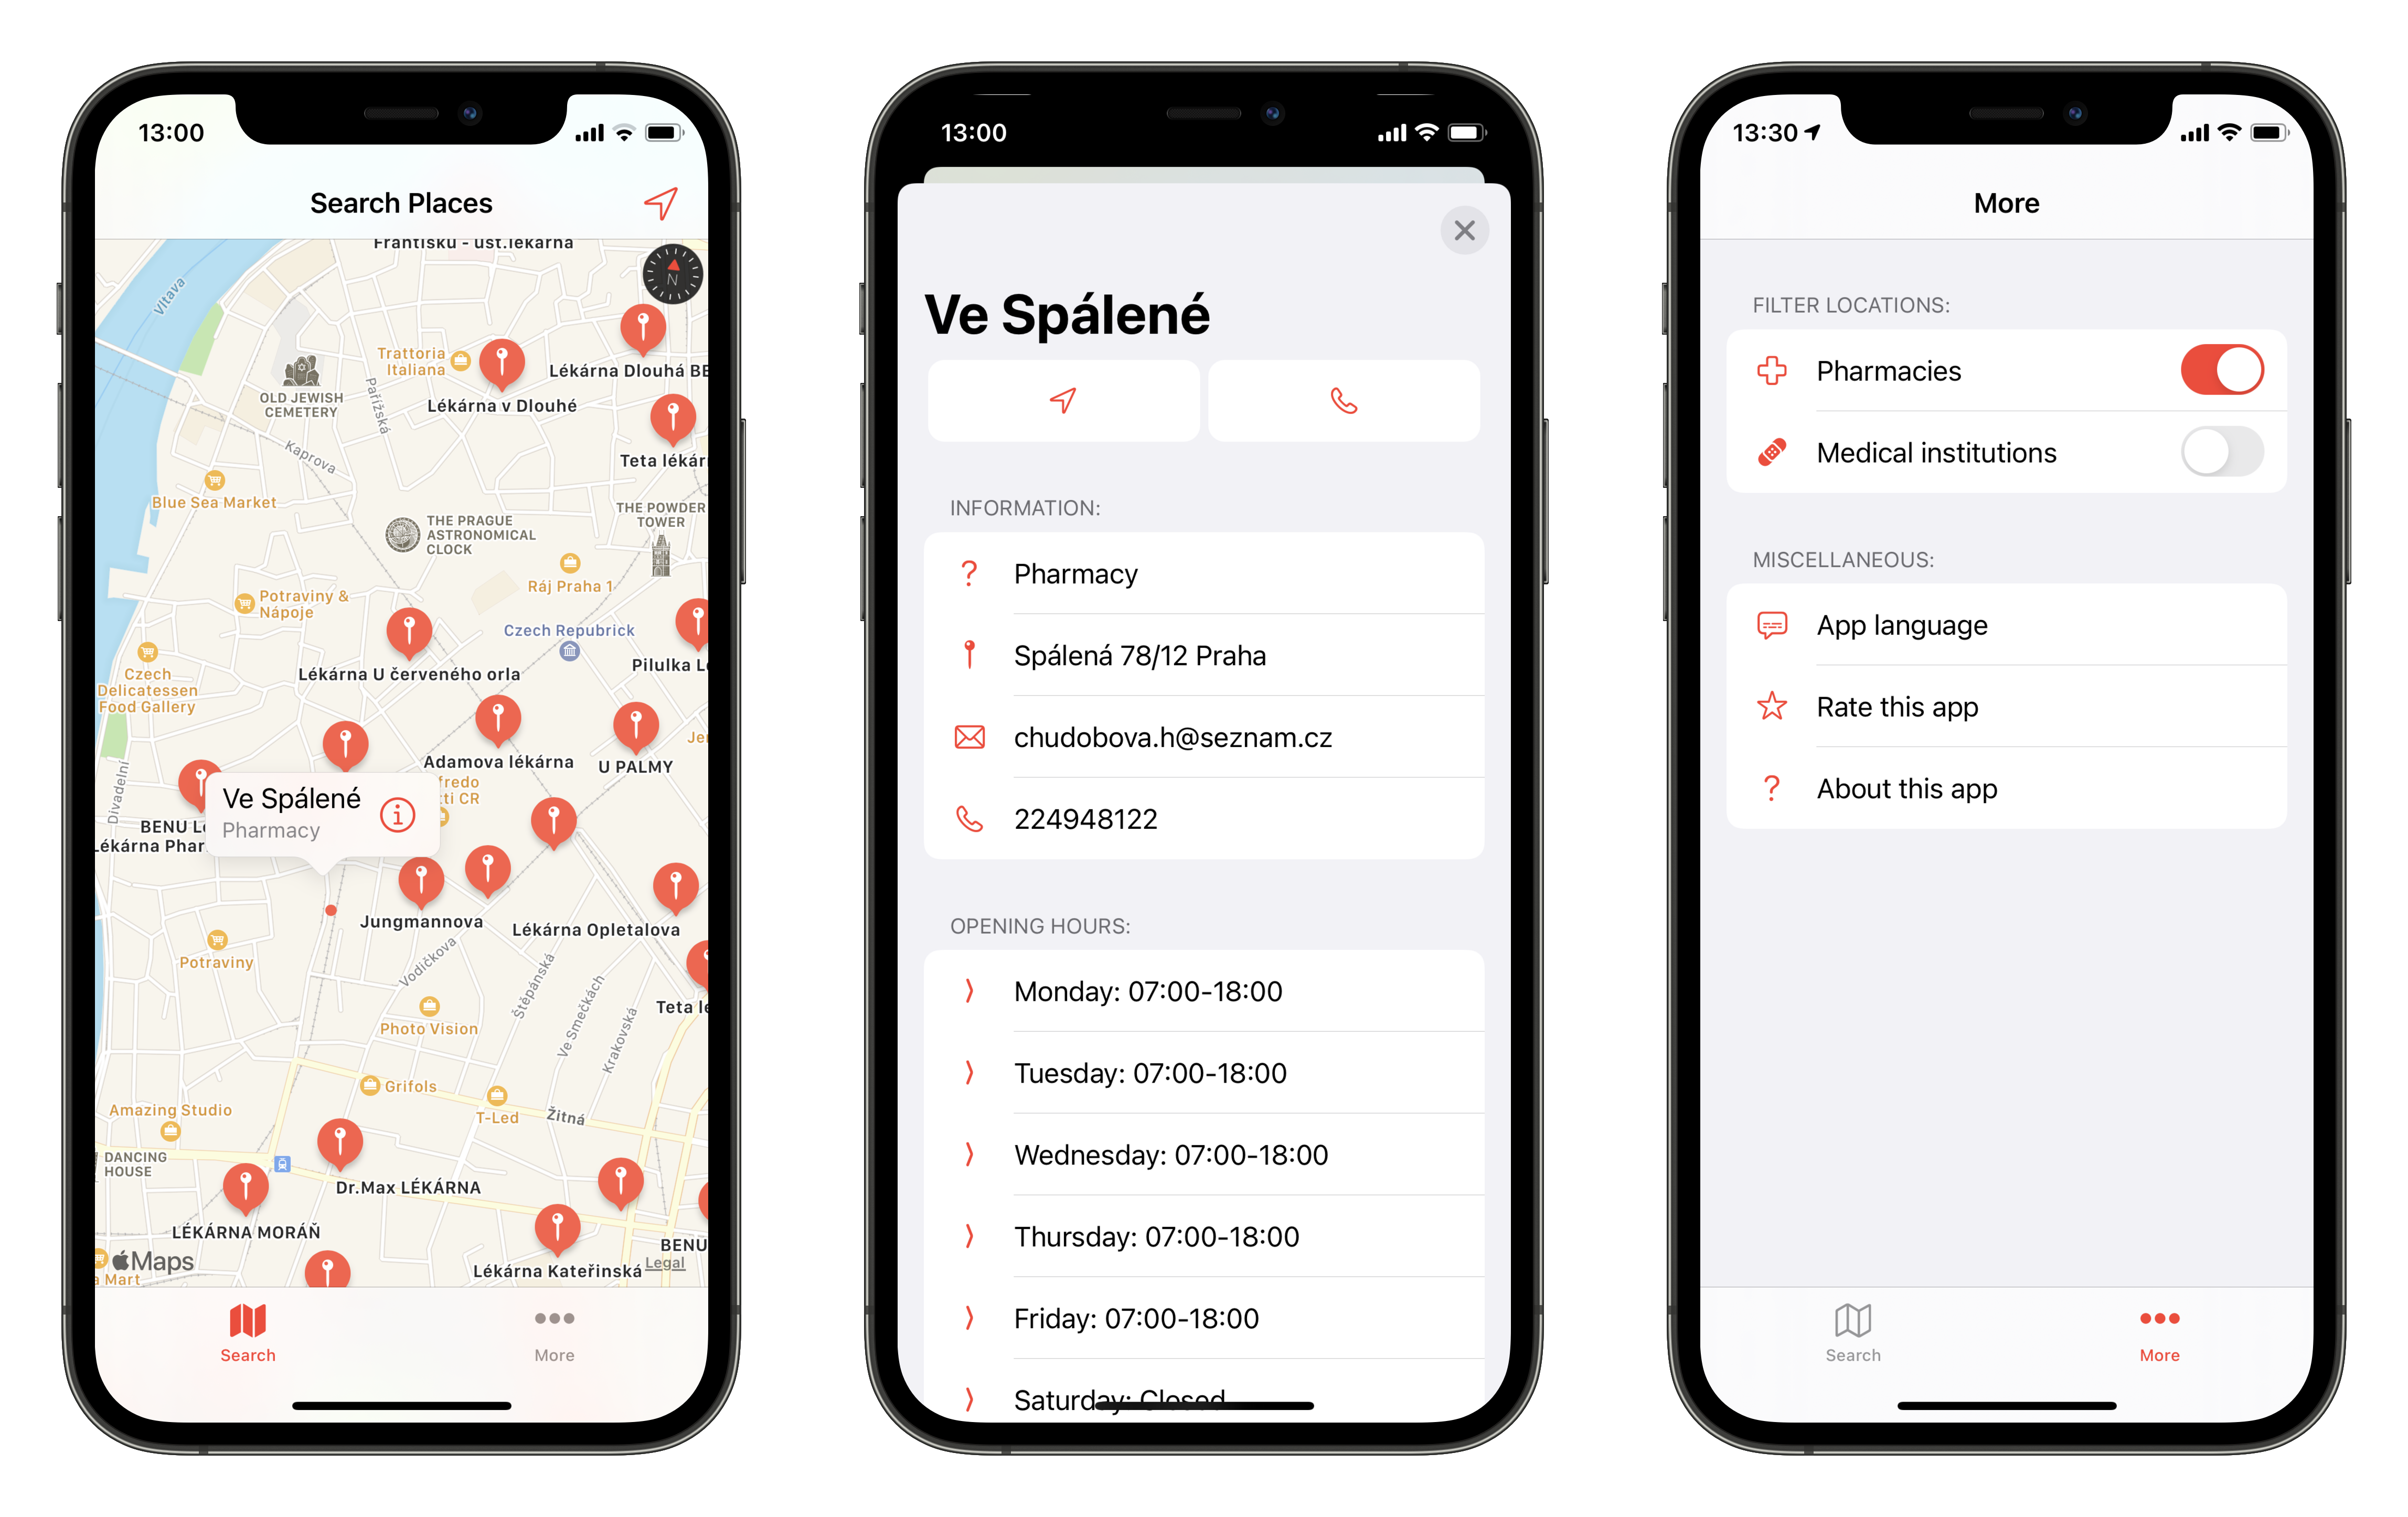 13:00
Search Places
Františku - úst.lékárna
Vltava
N
Trattoria
Italiana
Lékárna Dlouhá BE
OLD JEWISH
CEMETERY
Pařížská
Lékárna v Dlouhé
Kaprova
Teta lékár
Blue Sea Market
THE POWDER
TOWER
THE PRAGUE
ASTRONOMICAL
CLOCK
Ráj Praha 1
Potraviny &
Nápoje
Czech Repubrick
Lékárna U červeného orla
Pilulka L
Czech
Delicatessen
Food Gallery
Adamova lékárna
U PALMY
Divadelní
fredo
ti CR
Ve Spálené
Pharmacy
BENU L
Lékárna Phar
Jungmannova
Lékárna Opletalova
Potraviny
Vodičkova
Štěpánská
Ve Smečkách
Krakovská
Teta le
Photo Vision
Grifols
T-Led
Žitná
Amazing Studio
DANCING
HOUSE
Dr.Max LÉKÁRNA
LÉKÁRNA MORÁŇ
BENU
Maps
a Mart
Lékárna Kateřinská
Legal
Search
More
13:00
Ve Spálené
INFORMATION:
Pharmacy
Spálená 78/12 Praha
chudobova.h@seznam.cz
224948122
OPENING HOURS:
Monday: 07:00-18:00
Tuesday: 07:00-18:00
Wednesday: 07:00-18:00
Thursday: 07:00-18:00
Friday: 07:00-18:00
Saturday: Closed
13:30
More
FILTER LOCATIONS:
Pharmacies
Medical institutions
MISCELLANEOUS:
App language
Rate this app
About this app
Search
More